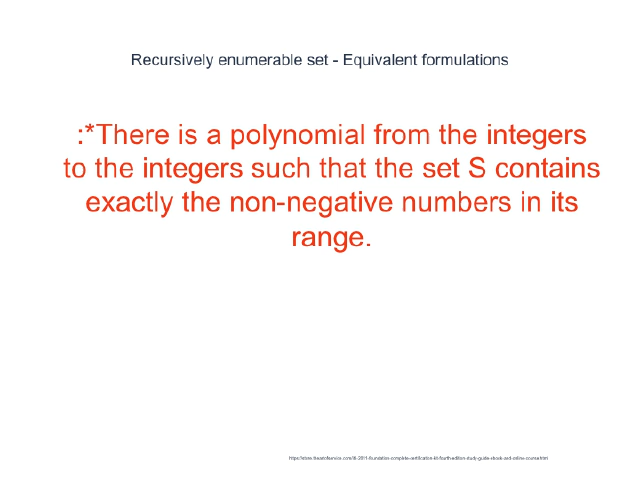 Recursively enumerable set - Equivalent formulations
:*There is a polynomial from the integers
to the integers such that the set S contains
exactly the non-negative numbers in its
range.